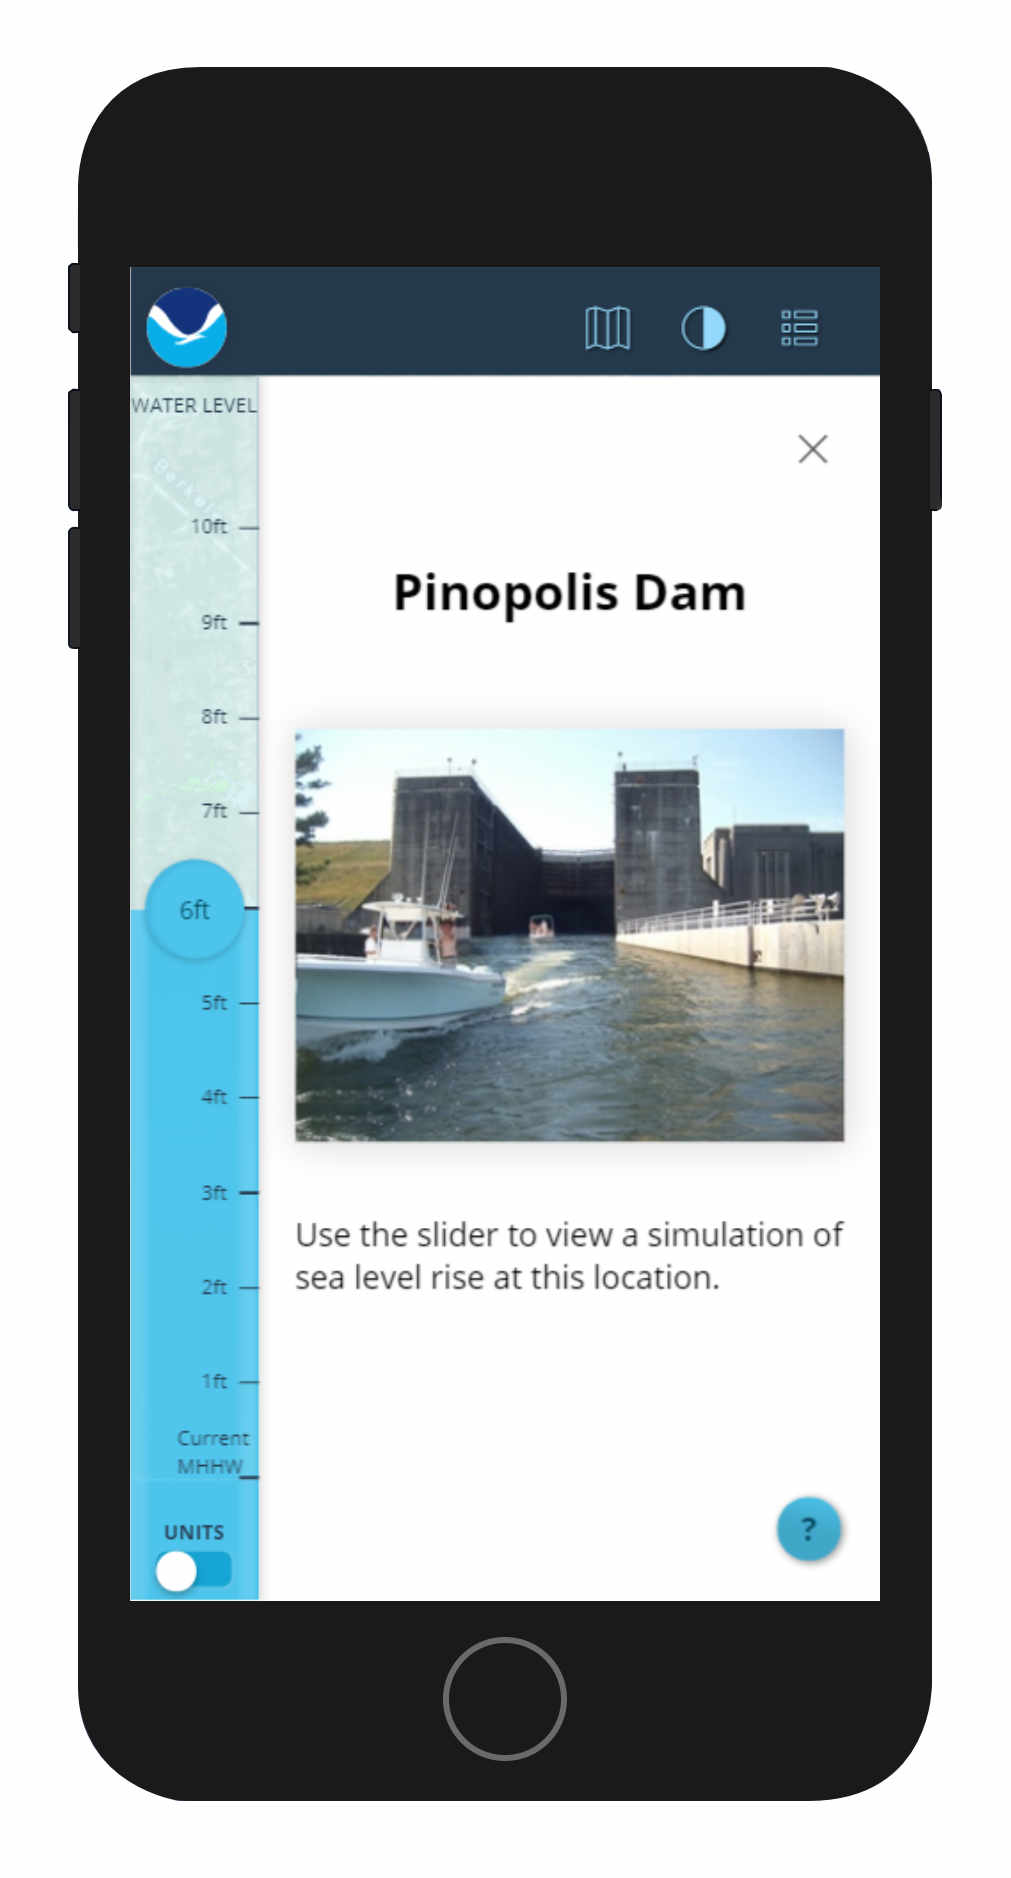 WATER LEVEL
10ft
9ft
8ft
7ft
6ft
5ft
4ft
3ft
2ft
1ft
Current
MHHW
UNITS
Pinopolis Dam
Use the slider to view a simulation of
sea level rise at this location.
?